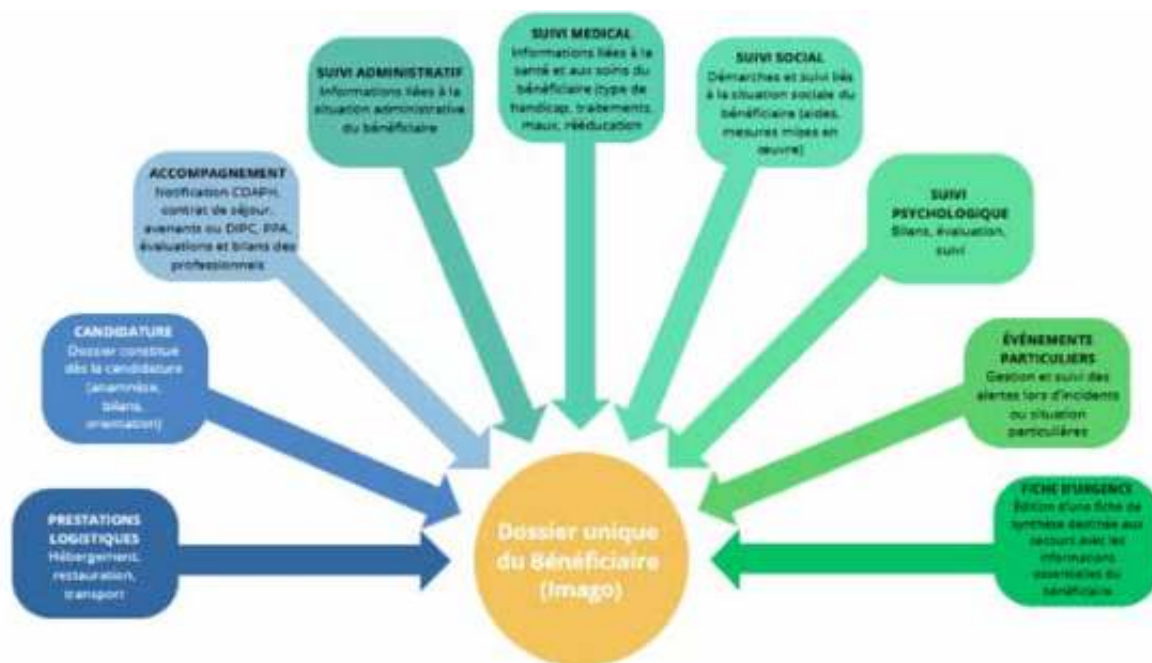 SUIVI MEDICAL
Informations liées à la
santé et aux soins du
bénéficiaire (type de
handicap, traitements,
maux, rééducation
SUIVI ADMINISTRATIF
Informations liées à la
situation administrative
du bénéficiaire
SUIVI SOCIAL
Démarches et suivi liés
à la situation sociale du
bénéficiaire (aides,
mesures mises en
œuvre)
ACCOMPAGNEMENT
Notification CDAPH,
contrat de séjour,
avenants ou DIPC, PPA,
évaluations et bilans des
professionnels
SUIVI
PSYCHOLOGIQUE
Bilans, évaluation,
suivi
CANDIDATURE
Dossier constitue
dès la candidature
(anamnèse,
bilans,
orientation)
ÉVÉNEMENTS
PARTICULIERS
Gestion et suivi des
alertes lors d'incidents
ou situation
particulières
PRESTATIONS
LOGISTIQUES
Hébergement,
restauration,
transport
FICHE D'URGENCE
Édition d'une fiche de
synthèse destinée aux
secours avec les
informations
essentielles du
bénéficiaire
Dossier unique
du Bénéficiaire
(Imago)